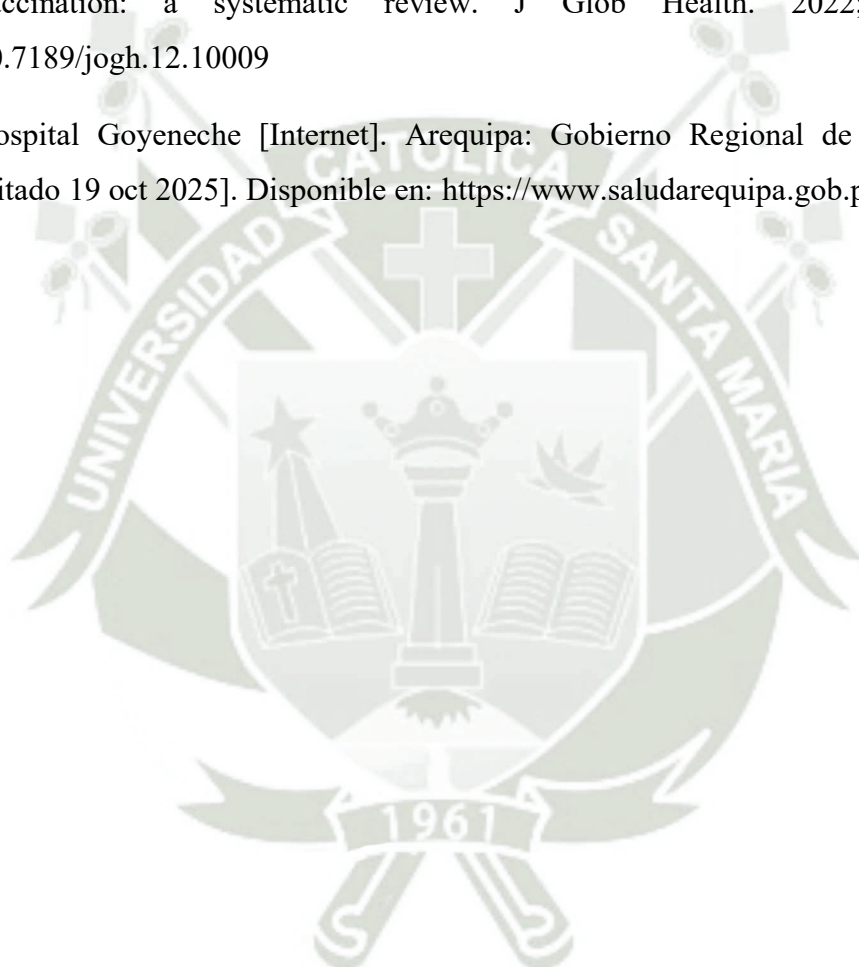 accination: a systematic review. J Glob Health. 2022;
0.7189/jogh.12.10009
ospital Goyeneche [Internet]. Arequipa: Gobierno Regional de
itado 19 oct 2025]. Disponible en: https://www.saludarequipa.gob.p
UNIVERSIDAD CATOLICA SANTA MARIA
1961